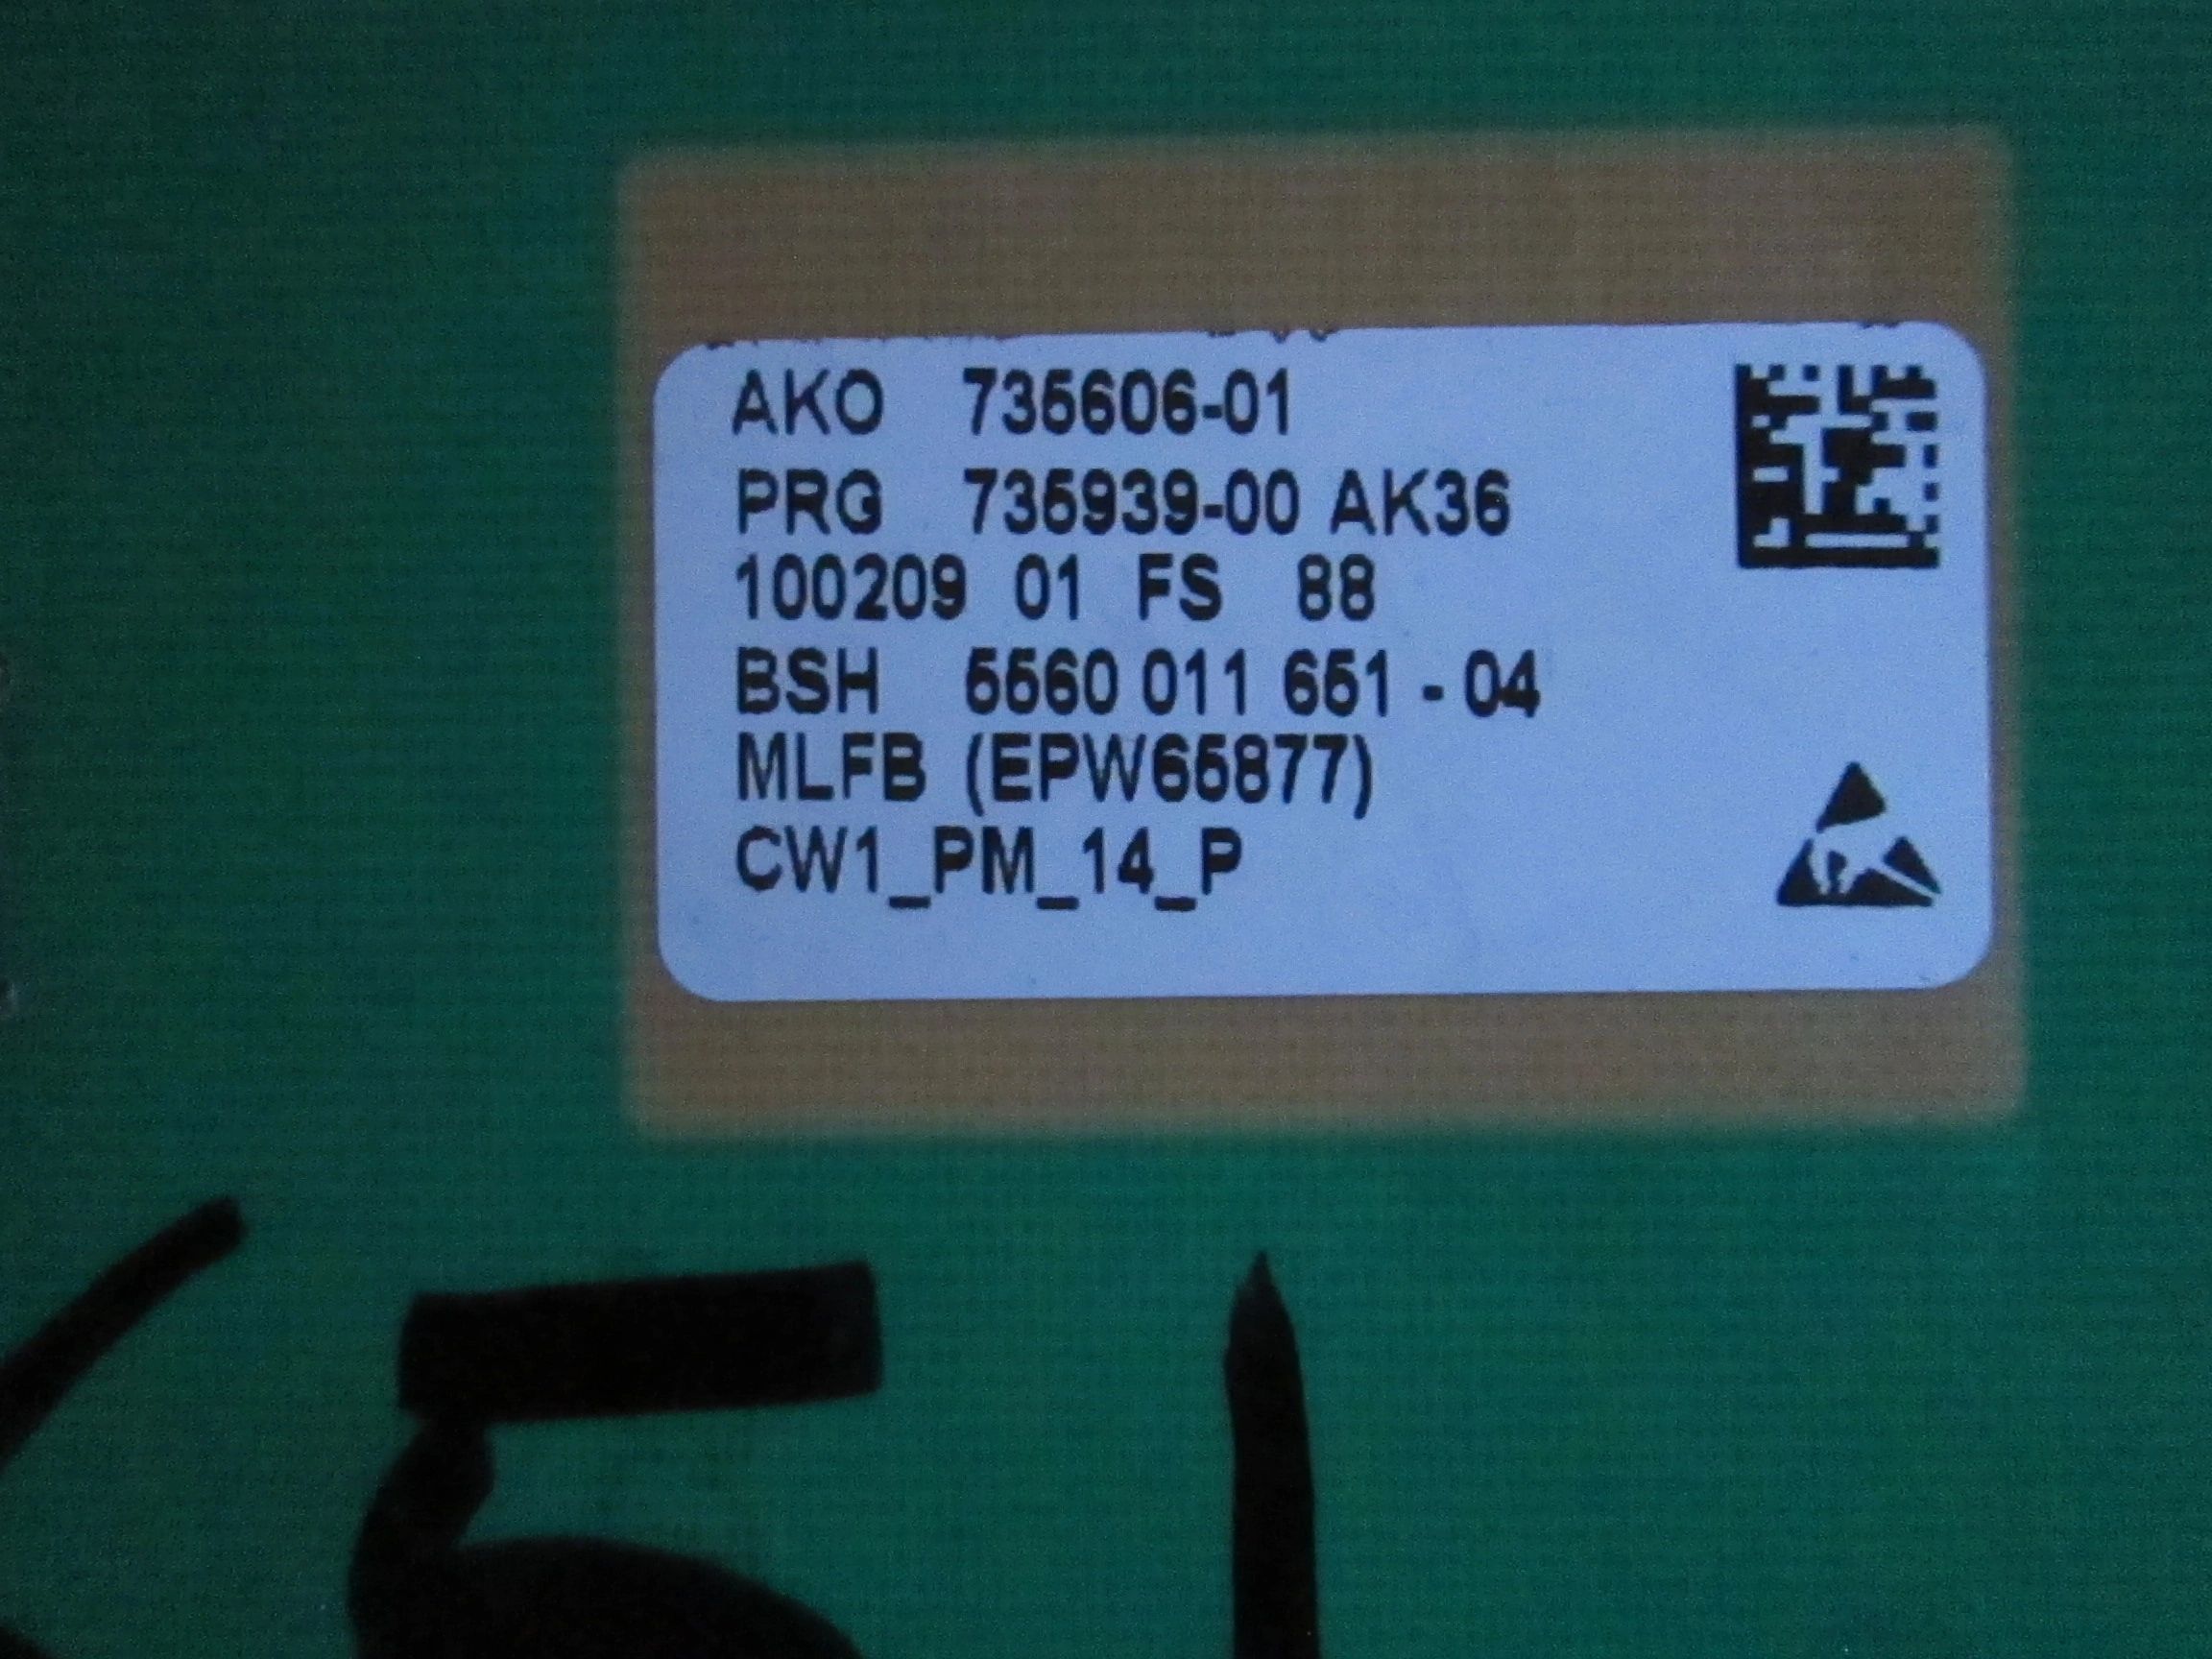 AKO 735606-01
PRG 735939-00 AK36
100209 01 FS 88
BSH 5560 011 651 - 04
MLFB (EPW65877)
CW1_PM_14_P